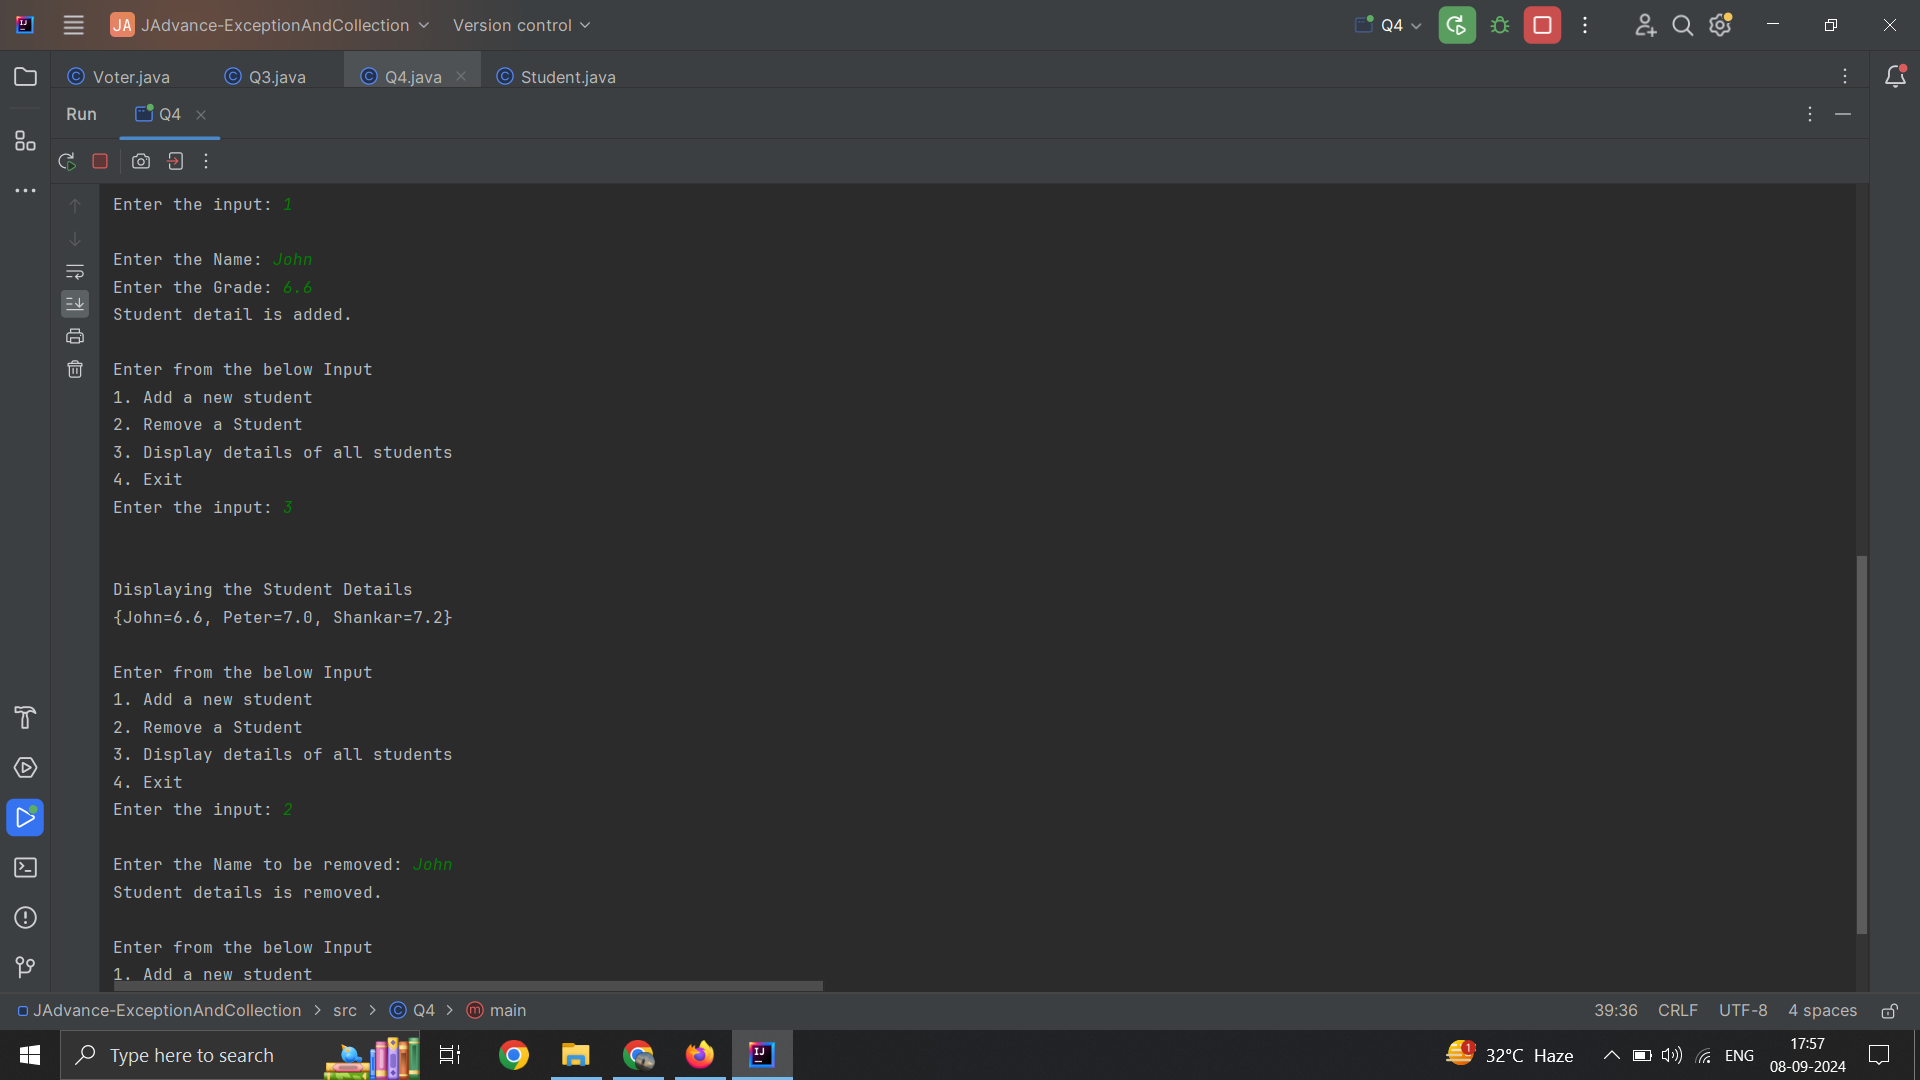 JA JAdvance-ExceptionAndCollection Version control Q4
Voter.java Q3.java Q4.java Student.java
Run Q4
Enter the input: 1
Enter the Name: John
Enter the Grade: 6.6
Student detail is added.
Enter from the below Input
1. Add a new student
2. Remove a Student
3. Display details of all students
4. Exit
Enter the input: 3
Displaying the Student Details
{John=6.6, Peter=7.0, Shankar=7.2}
Enter from the below Input
1. Add a new student
2. Remove a Student
3. Display details of all students
4. Exit
Enter the input: 2
Enter the Name to be removed: John
Student details is removed.
Enter from the below Input
1. Add a new student
JAdvance-ExceptionAndCollection > src > Q4 > main 39:36 CRLF UTF-8 4 spaces
Type here to search 1 32°C Haze ENG 17:57
08-09-2024